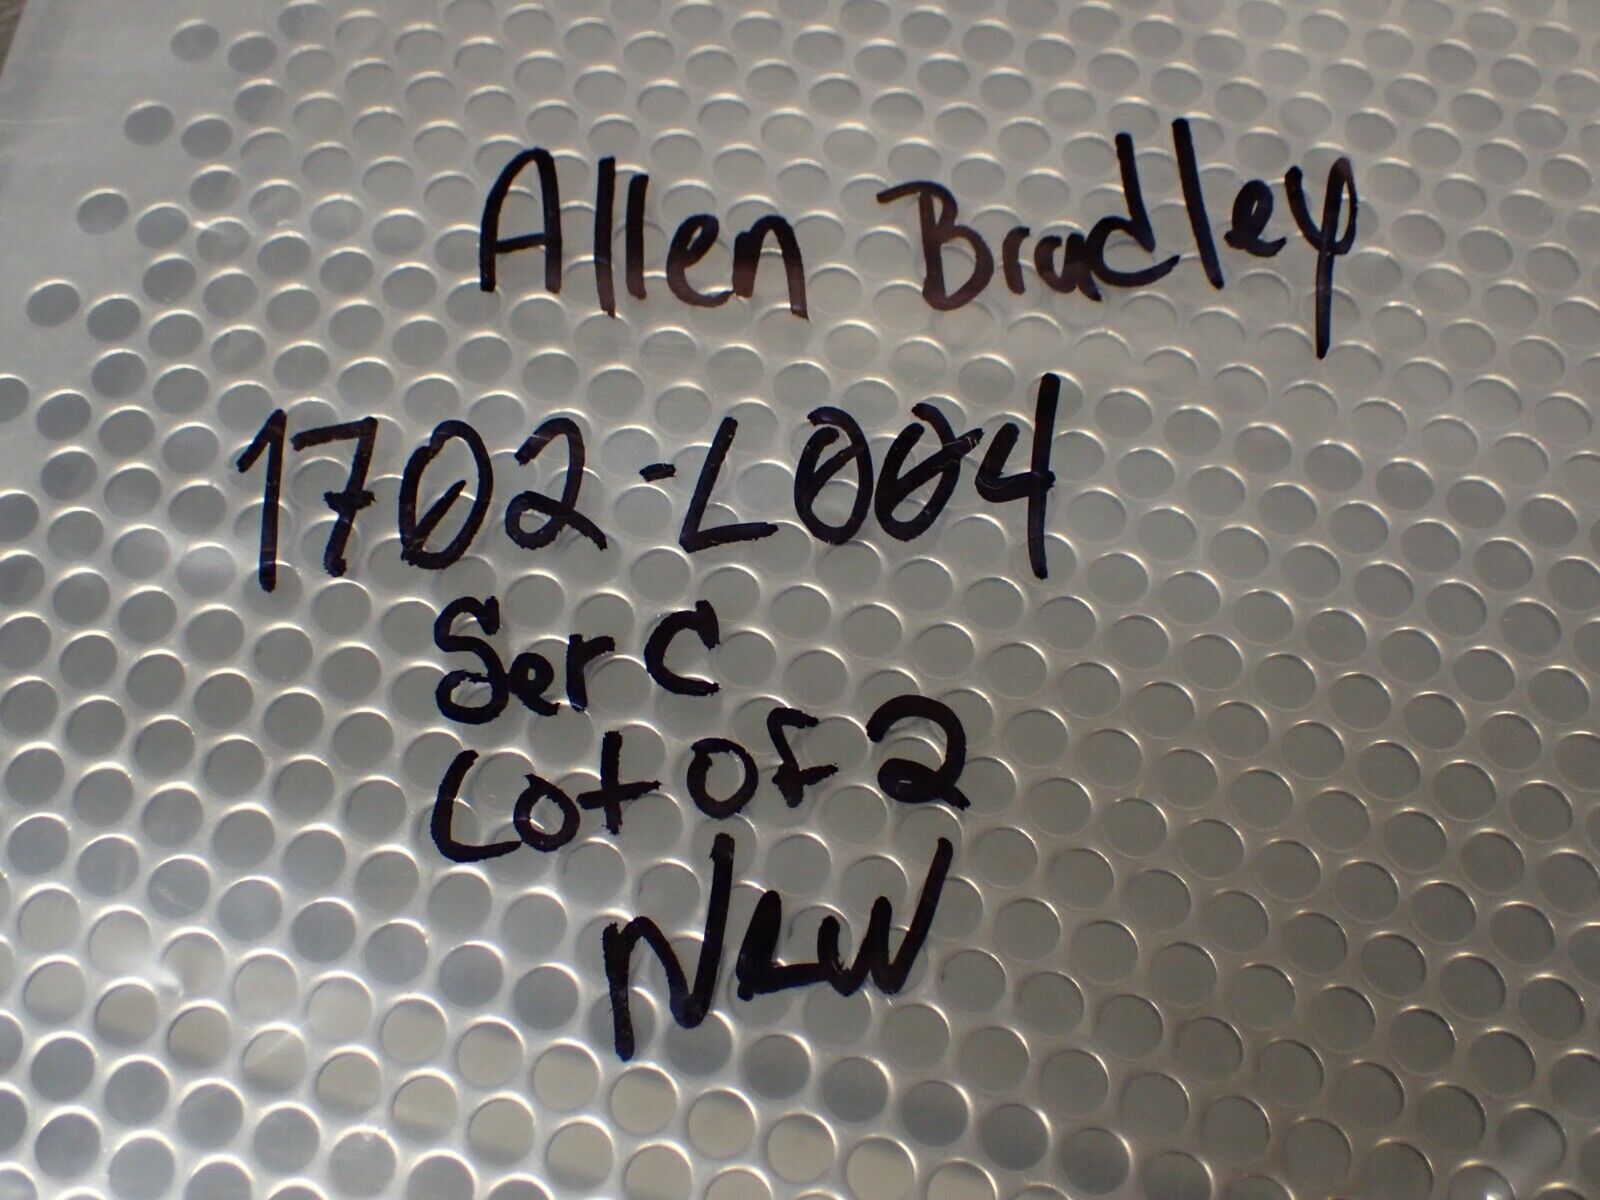 Allen Bradley
1702-L004
Ser C
Lot of 2
New